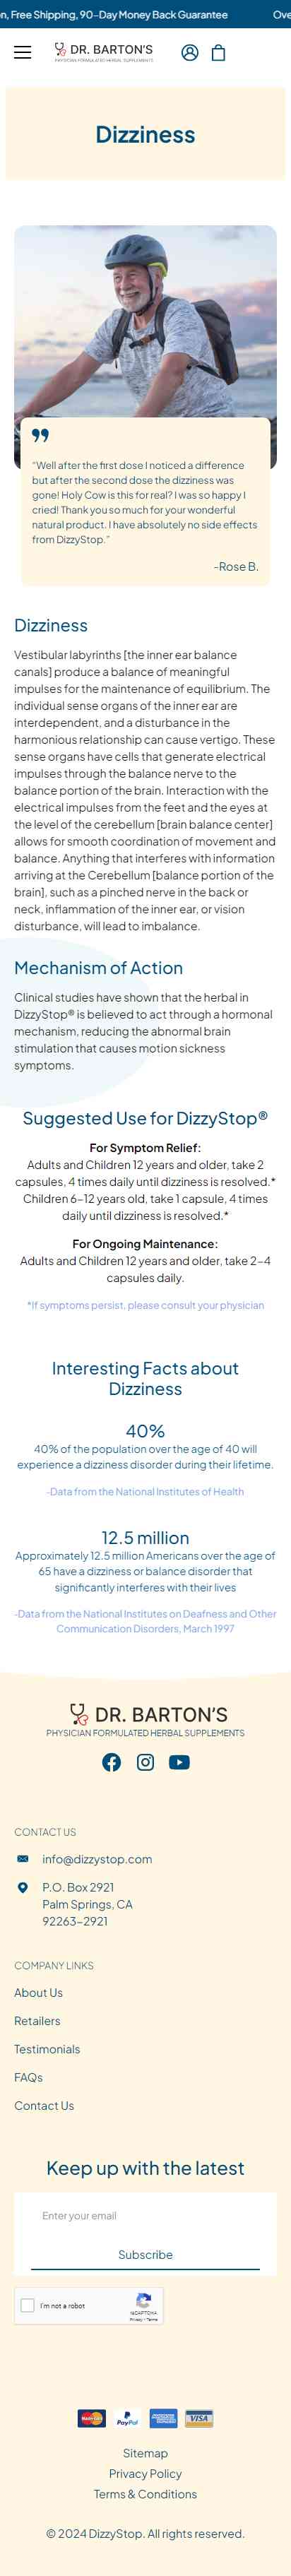 n, Free Shipping, 90-Day Money Back Guarantee Ove
DR. BARTON'S
PHYSICIAN FORMULATED HERBAL SUPPLEMENTS
Dizziness
"Well after the first dose I noticed a difference
but after the second dose the dizziness was
gone! Holy Cow is this for real? I was so happy I
cried! Thank you so much for your wonderful
natural product. I have absolutely no side effects
from DizzyStop."
-Rose B.
Dizziness
Vestibular labyrinths [the inner ear balance
canals] produce a balance of meaningful
impulses for the maintenance of equilibrium. The
individual sense organs of the inner ear are
interdependent, and a disturbance in the
harmonious relationship can cause vertigo. These
sense organs have cells that generate electrical
impulses through the balance nerve to the
balance portion of the brain. Interaction with the
electrical impulses from the feet and the eyes at
the level of the cerebellum [brain balance center]
allows for smooth coordination of movement and
balance. Anything that interferes with information
arriving at the Cerebellum [balance portion of the
brain], such as a pinched nerve in the back or
neck, inflammation of the inner ear, or vision
disturbance, will lead to imbalance.
Mechanism of Action
Clinical studies have shown that the herbal in
DizzyStop® is believed to act through a hormonal
mechanism, reducing the abnormal brain
stimulation that causes motion sickness
symptoms.
Suggested Use for DizzyStop®
For Symptom Relief:
Adults and Children 12 years and older, take 2
capsules, 4 times daily until dizziness is resolved.*
Children 6-12 years old, take 1 capsule, 4 times
daily until dizziness is resolved.*
For Ongoing Maintenance:
Adults and Children 12 years and older, take 2-4
capsules daily.
*If symptoms persist, please consult your physician
Interesting Facts about
Dizziness
40%
40% of the population over the age of 40 will
experience a dizziness disorder during their lifetime.
-Data from the National Institutes of Health
12.5 million
Approximately 12.5 million Americans over the age of
65 have a dizziness or balance disorder that
significantly interferes with their lives
-Data from the National Institutes on Deafness and Other
Communication Disorders, March 1997
DR. BARTON'S
PHYSICIAN FORMULATED HERBAL SUPPLEMENTS
CONTACT US
info@dizzystop.com
P.O. Box 2921
Palm Springs, CA
92263-2921
COMPANY LINKS
About Us
Retailers
Testimonials
FAQs
Contact Us
Keep up with the latest
Enter your email
Subscribe
I'm not a robot
reCAPTCHA
Privacy - Terms
MasterCard PayPal AMERICAN EXPRESS VISA
Sitemap
Privacy Policy
Terms & Conditions
© 2024 DizzyStop. All rights reserved.